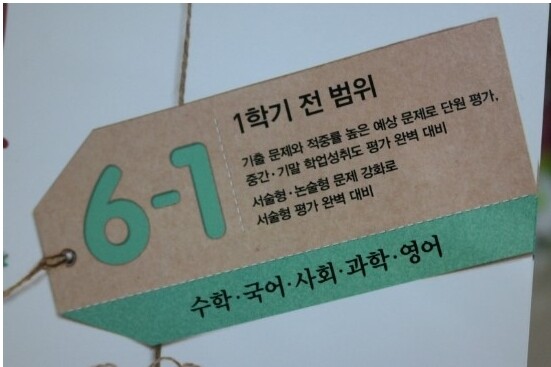 6-1
1학기 전 범위
기출 문제와 적중률 높은 예상 문제로 단원 평가,
중간·기말 학업성취도 평가 완벽 대비
서술형·논술형 문제 강화로
서술형 평가 완벽 대비
수학·국어·사회·과학·영어